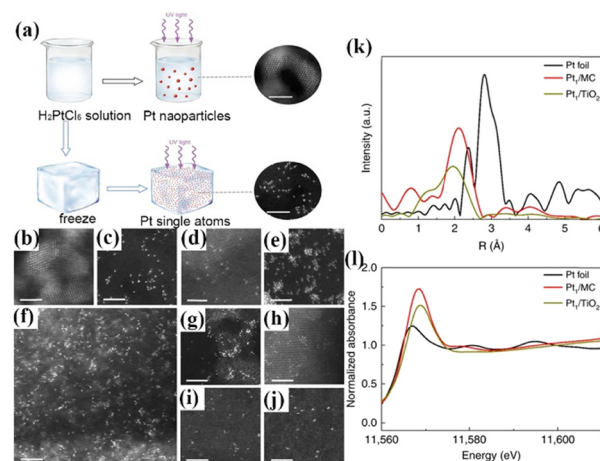 (a)
UV light
H₂PtCl₆ solution
Pt naoparticles
UV light
freeze
Pt single atoms
(b)
(c)
(d)
(e)
(f)
(g)
(h)
(i)
(j)
(k)
Pt foil
Pt₁/MC
Pt₁/TiO₂
Intensity (a.u.)
0 1 2 3 4 5 6
R (Å)
(l)
2.0
1.5
1.0
0.5
0
Pt foil
Pt₁/MC
Pt₁/TiO₂
Normalized absorbance
11,560 11,580 11,600
Energy (eV)